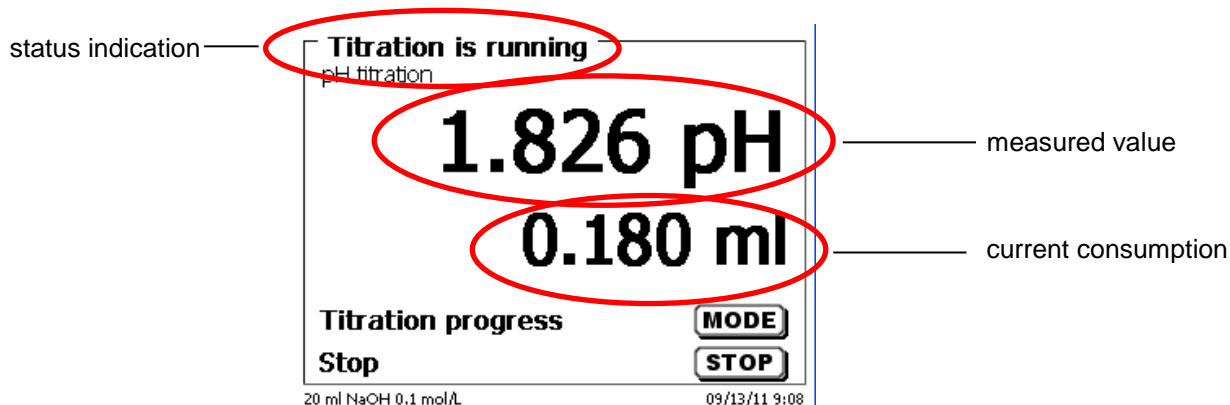 status indication
Titration is running
pH titration
1.826 pH
measured value
0.180 ml
current consumption
Titration progress MODE
Stop STOP
20 ml NaOH 0.1 mol/L 09/13/11 9:08